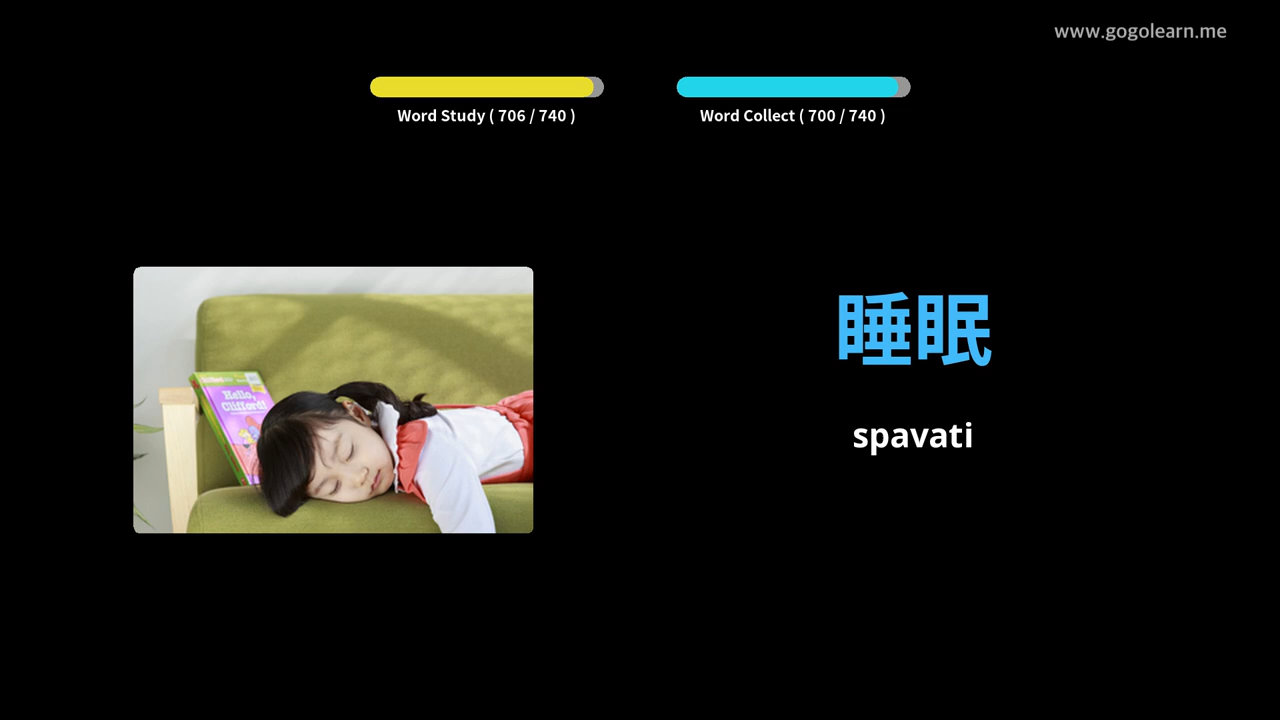 www.gogolearn.me
Word Study ( 706 / 740 )
Word Collect ( 700 / 740 )
睡眠
spavati
Hello,
Clifford!